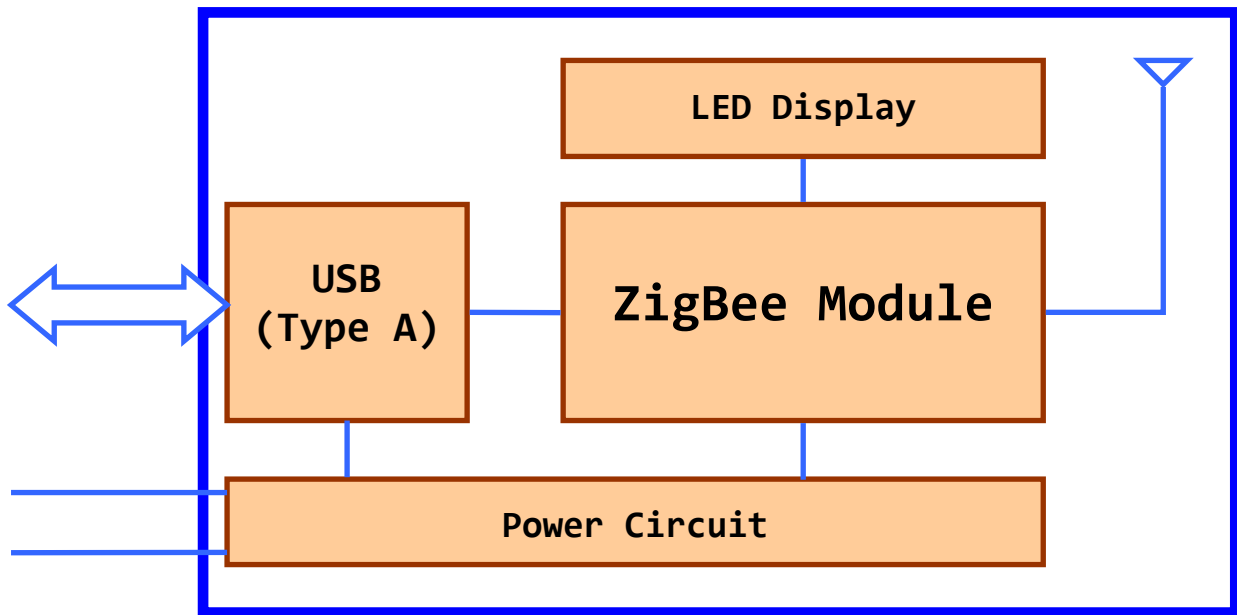 LED Display
USB
(Type A)
ZigBee Module
Power Circuit